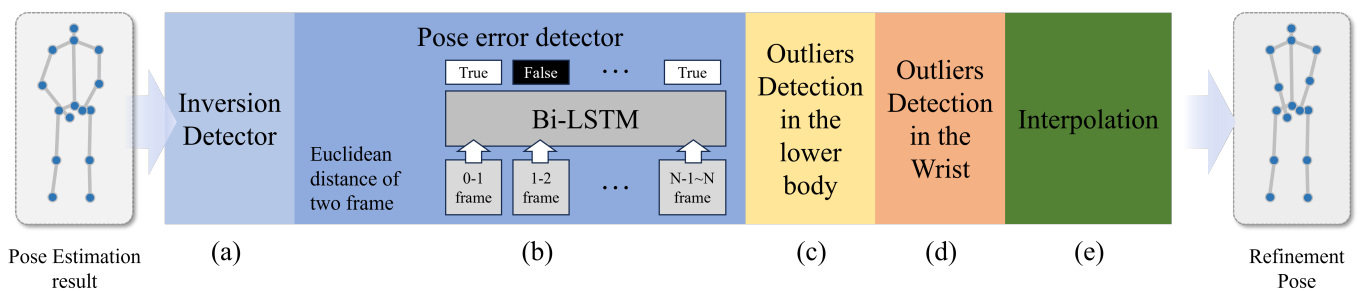 Pose Estimation
result
Inversion
Detector
(a)
Pose error detector
True
False
...
True
Bi-LSTM
Euclidean
distance of
two frame
0-1
frame
1-2
frame
...
N-1~N
frame
(b)
Outliers
Detection
in the
lower
body
(c)
Outliers
Detection
in the
Wrist
(d)
Interpolation
(e)
Refinement
Pose